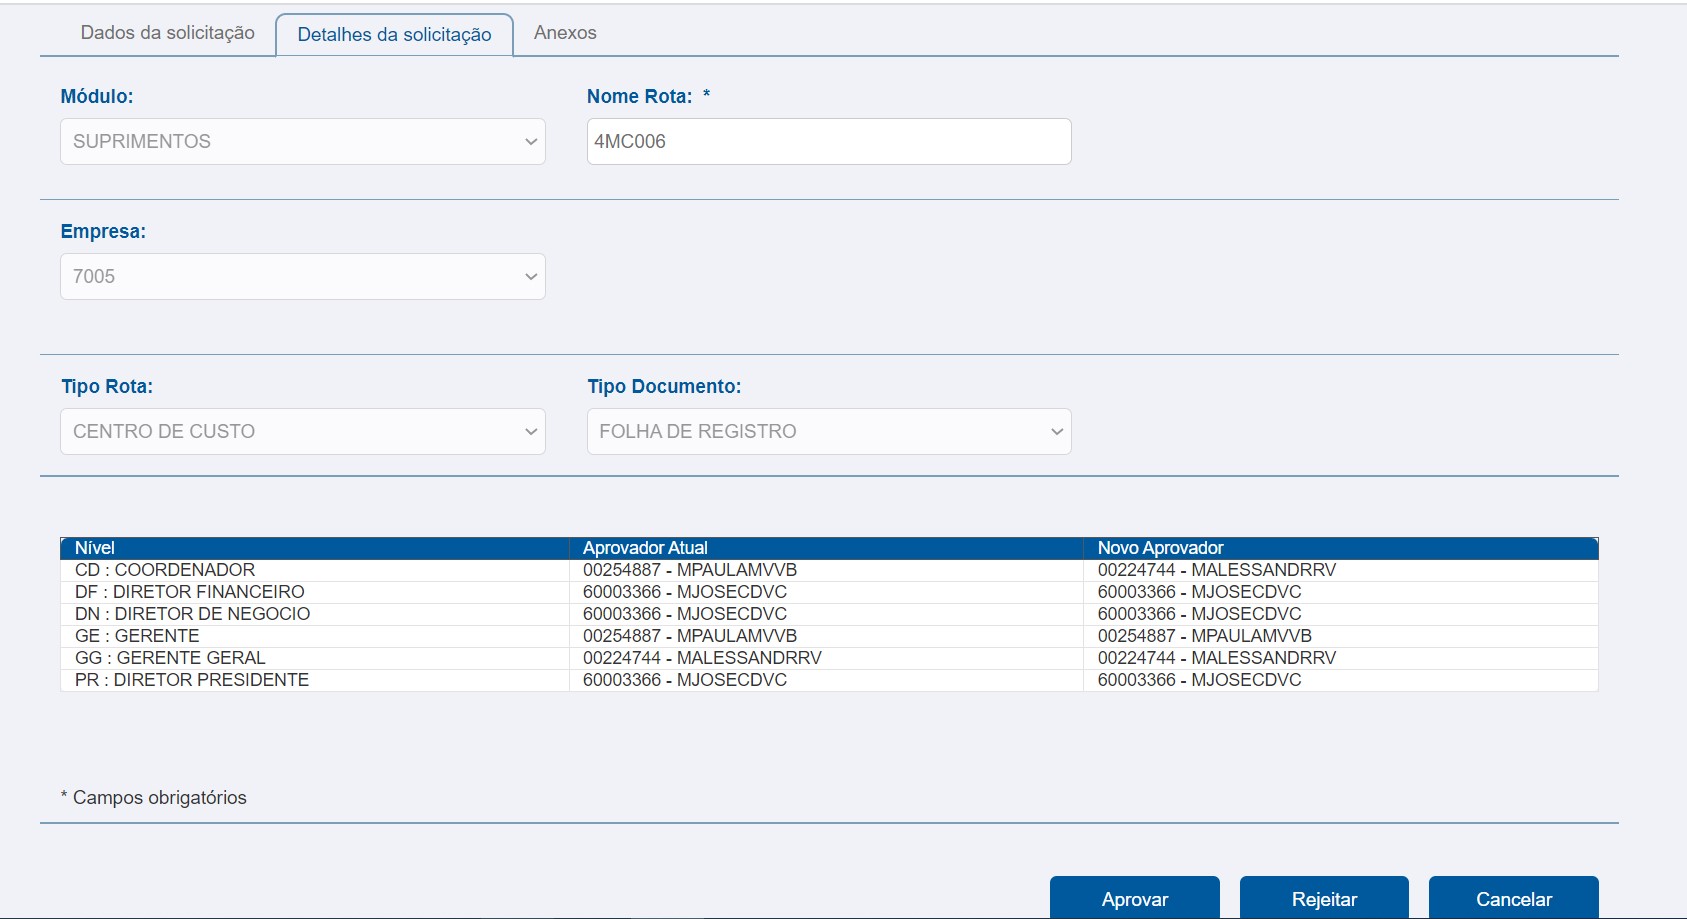 Dados da solicitação Detalhes da solicitação Anexos
Módulo: Nome Rota: *
SUPRIMENTOS 4MC006
Empresa:
7005
Tipo Rota: Tipo Documento:
CENTRO DE CUSTO FOLHA DE REGISTRO
Nível Aprovador Atual Novo Aprovador
CD : COORDENADOR 00254887 - MPAULAMVVB 00224744 - MALESSANDRRV
DF : DIRETOR FINANCEIRO 60003366 - MJOSECDVC 60003366 - MJOSECDVC
DN : DIRETOR DE NEGOCIO 60003366 - MJOSECDVC 60003366 - MJOSECDVC
GE : GERENTE 00254887 - MPAULAMVVB 00254887 - MPAULAMVVB
GG : GERENTE GERAL 00224744 - MALESSANDRRV 00224744 - MALESSANDRRV
PR : DIRETOR PRESIDENTE 60003366 - MJOSECDVC 60003366 - MJOSECDVC
* Campos obrigatórios
Aprovar Rejeitar Cancelar